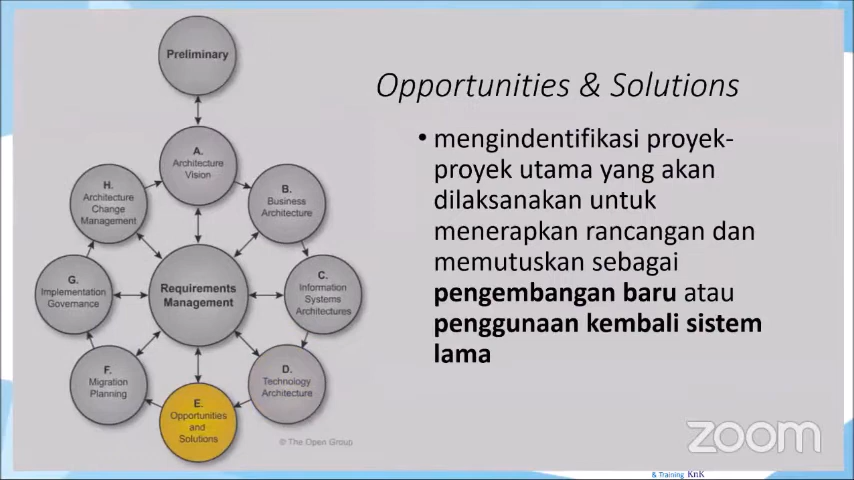 Preliminary
A.
Architecture
Vision
H.
Architecture
Change
Management
B.
Business
Architecture
G.
Implementation
Governance
Requirements
Management
C.
Information
Systems
Architectures
F.
Migration
Planning
D.
Technology
Architecture
E.
Opportunities
and
Solutions
© The Open Group
Opportunities & Solutions
• mengindentifikasi proyek-
proyek utama yang akan
dilaksanakan untuk
menerapkan rancangan dan
memutuskan sebagai
pengembangan baru atau
penggunaan kembali sistem
lama
zoom
& Training KnK